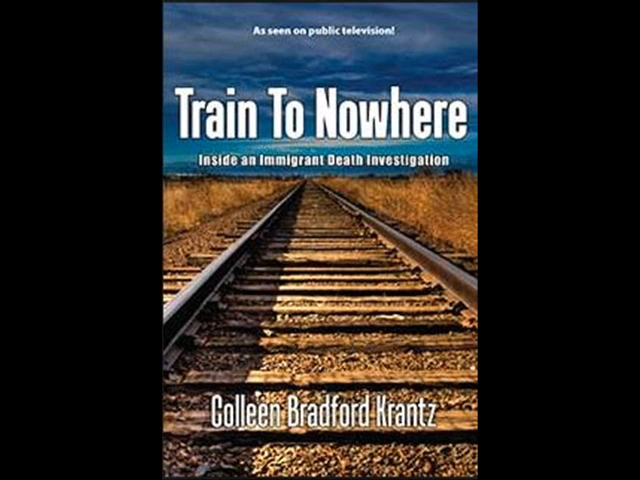 As seen on public television!
Train To Nowhere
Inside an Immigrant Death Investigation
Colleen Bradford Krantz